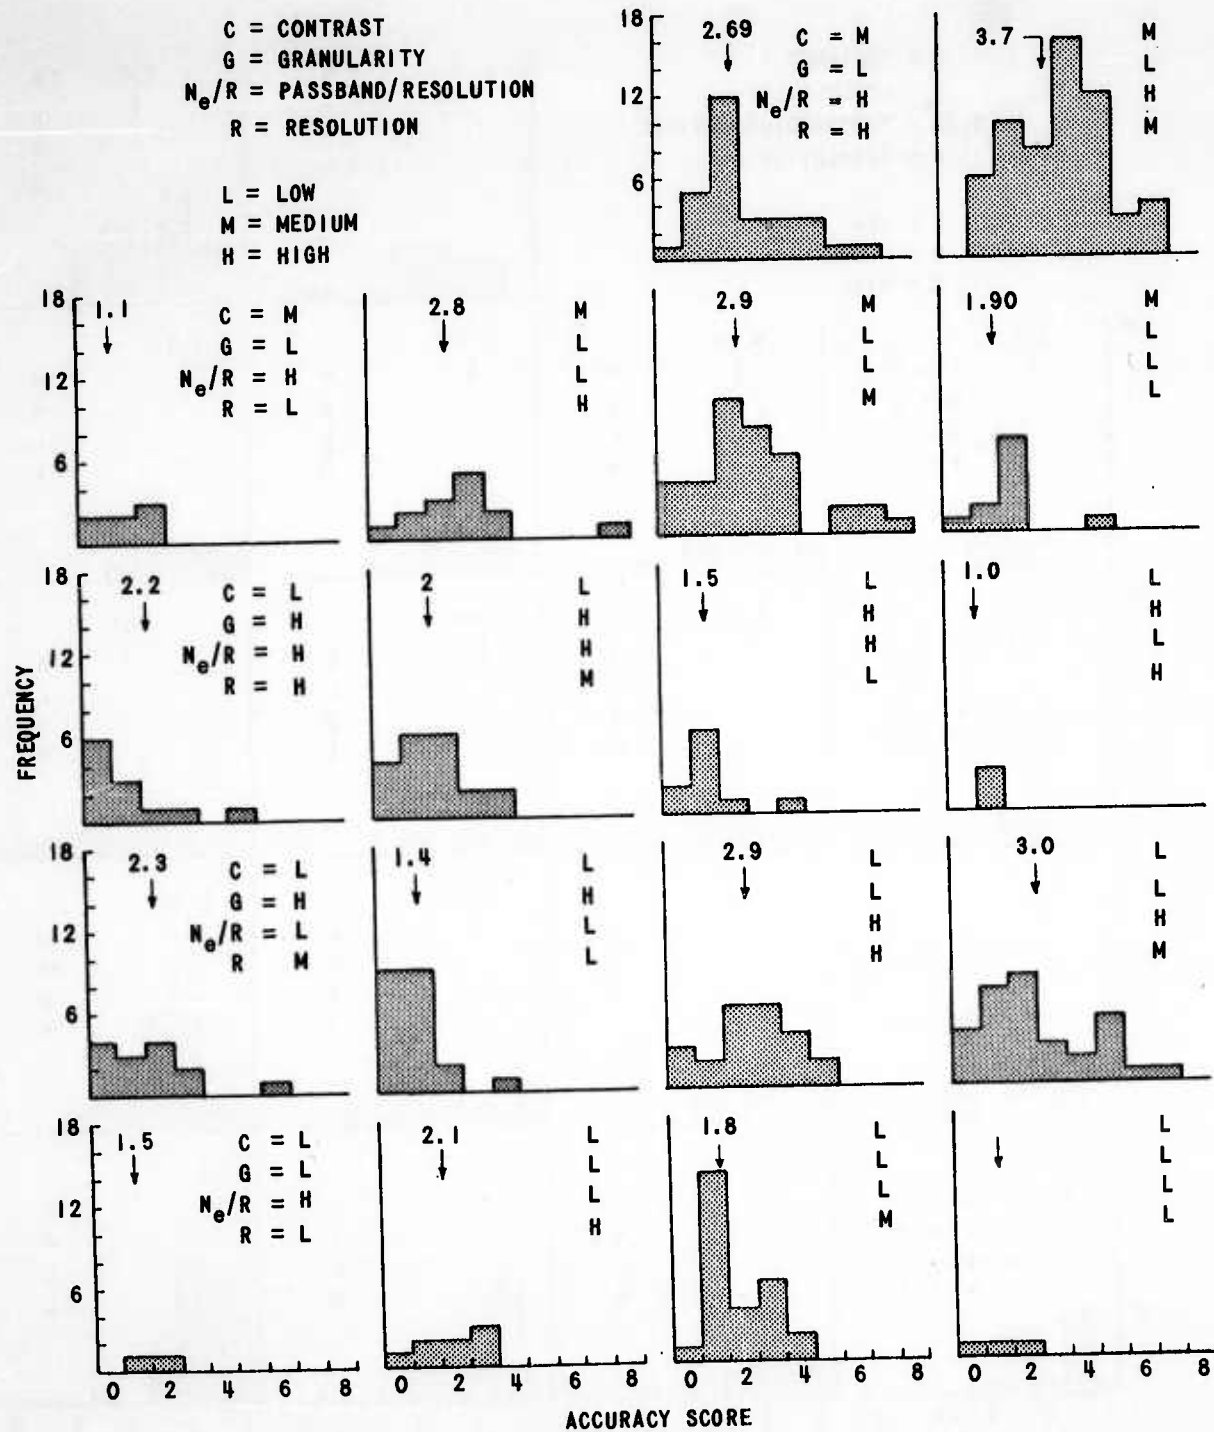 C = CONTRAST
G = GRANULARITY
Ne/R = PASSBAND/RESOLUTION
R = RESOLUTION
L = LOW
M = MEDIUM
H = HIGH
18
12
6
2.69
C = M
G = L
Ne/R = H
R = H
3.7
M
L
H
M
18
12
6
1.1
C = M
G = L
Ne/R = H
R = L
2.8
M
L
L
H
2.9
M
L
L
M
1.90
M
L
L
L
18
12
6
2.2
C = L
G = H
Ne/R = H
R = H
2
L
H
H
M
1.5
L
H
H
L
1.0
L
H
L
H
FREQUENCY
18
12
6
2.3
C = L
G = H
Ne/R = L
R M
1.4
L
H
L
L
2.9
L
L
H
H
3.0
L
L
H
M
18
12
6
1.5
C = L
G = L
Ne/R = H
R = L
2.1
L
L
L
H
1.8
L
L
L
M
L
L
L
L
0 2 4 6 8
0 2 4 6 8
0 2 4 6 8
0 2 4 6 8
ACCURACY SCORE